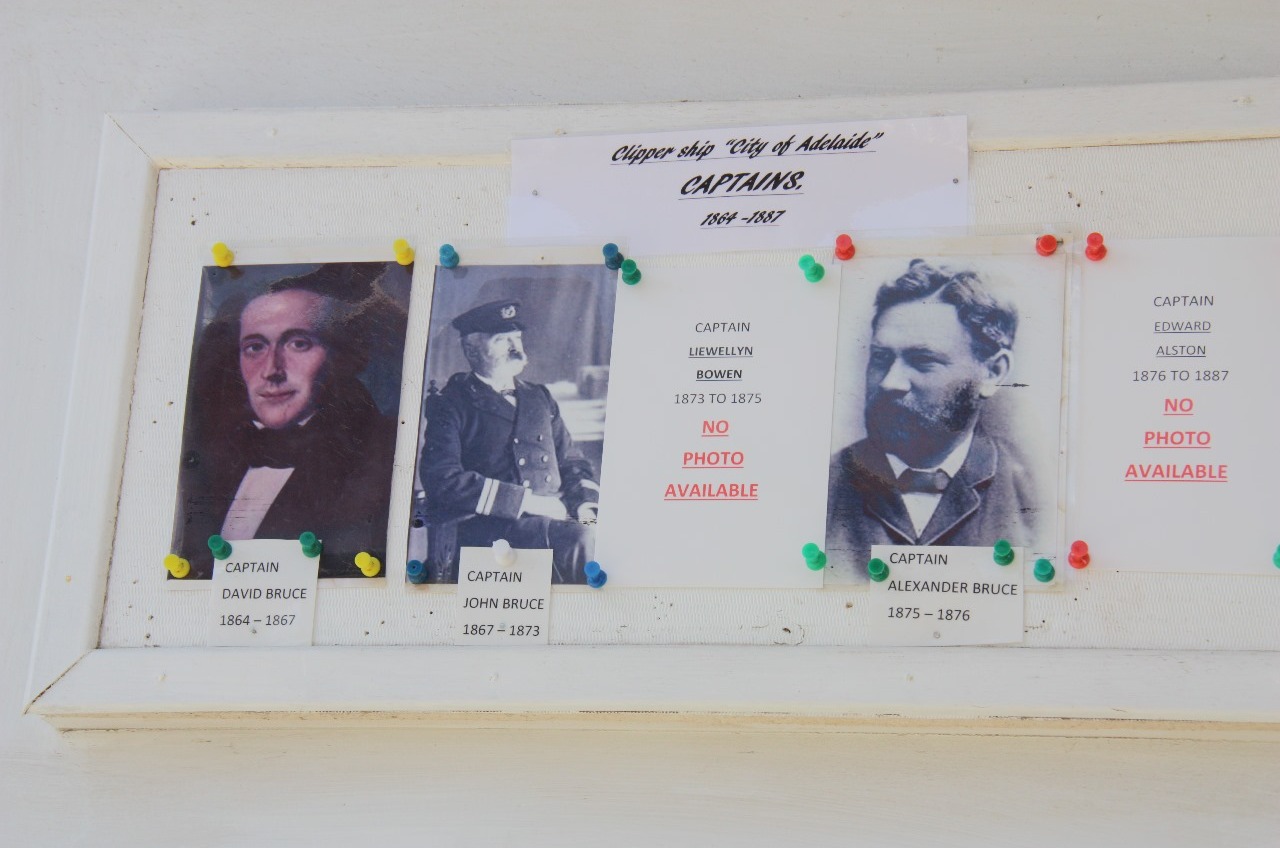 Clipper ship "City of Adelaide"
CAPTAINS.
1864 -1887
CAPTAIN
DAVID BRUCE
1864 – 1867
CAPTAIN
JOHN BRUCE
1867 – 1873
CAPTAIN
LIEWELLYN
BOWEN
1873 TO 1875
NO
PHOTO
AVAILABLE
CAPTAIN
ALEXANDER BRUCE
1875 – 1876
CAPTAIN
EDWARD
ALSTON
1876 TO 1887
NO
PHOTO
AVAILABLE